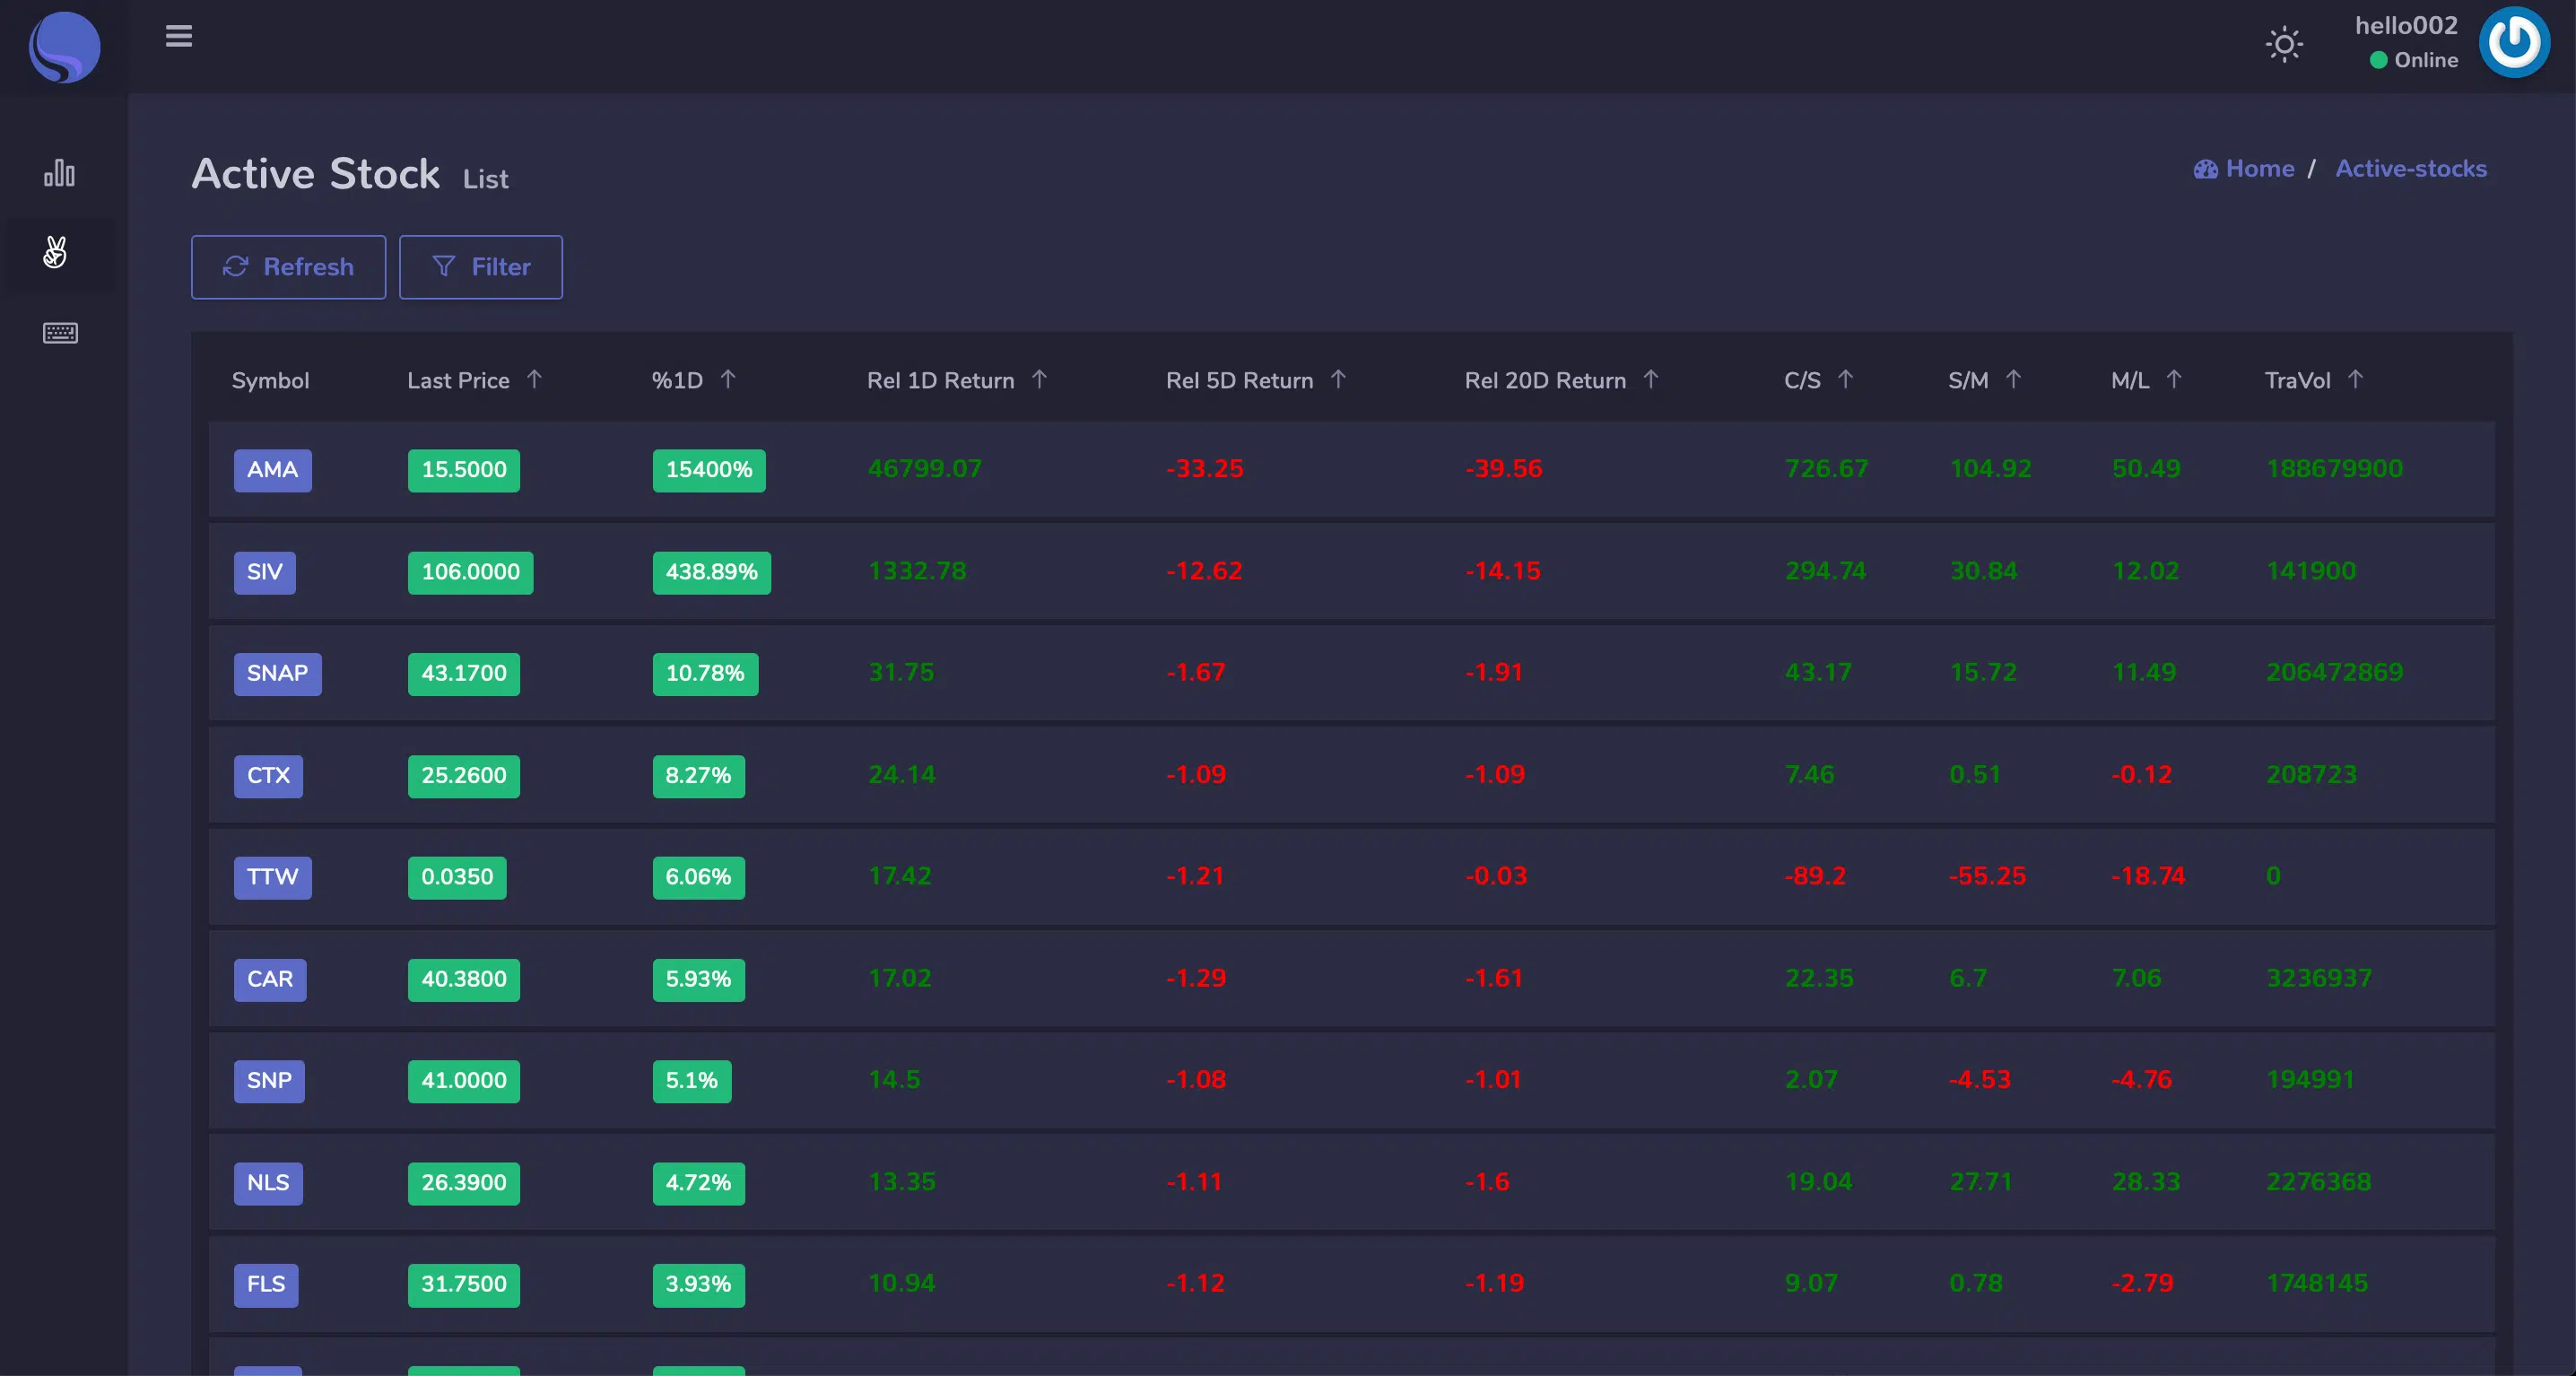 hello002
Online
Active Stock List
Home / Active-stocks
Refresh Filter
Symbol Last Price ↑ %1D ↑ Rel 1D Return ↑ Rel 5D Return ↑ Rel 20D Return ↑ C/S ↑ S/M ↑ M/L ↑ TraVol ↑
AMA 15.5000 15400% 46799.07 -33.25 -39.56 726.67 104.92 50.49 188679900
SIV 106.0000 438.89% 1332.78 -12.62 -14.15 294.74 30.84 12.02 141900
SNAP 43.1700 10.78% 31.75 -1.67 -1.91 43.17 15.72 11.49 206472869
CTX 25.2600 8.27% 24.14 -1.09 -1.09 7.46 0.51 -0.12 208723
TTW 0.0350 6.06% 17.42 -1.21 -0.03 -89.2 -55.25 -18.74 0
CAR 40.3800 5.93% 17.02 -1.29 -1.61 22.35 6.7 7.06 3236937
SNP 41.0000 5.1% 14.5 -1.08 -1.01 2.07 -4.53 -4.76 194991
NLS 26.3900 4.72% 13.35 -1.11 -1.6 19.04 27.71 28.33 2276368
FLS 31.7500 3.93% 10.94 -1.12 -1.19 9.07 0.78 -2.79 1748145